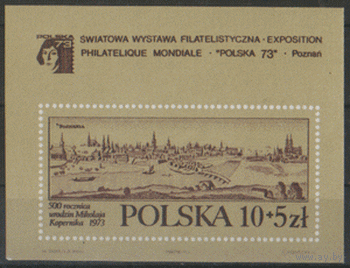 POLSKA
73
ŚWIATOWA WYSTAWA FILATELISTYCZNA · EXPOSITION
PHILATELIQUE MONDIALE · "POLSKA 73" · Poznań
500 rocznica
urodzin Mikołaja
Kopernika 1973
POLSKA 10+5 zł